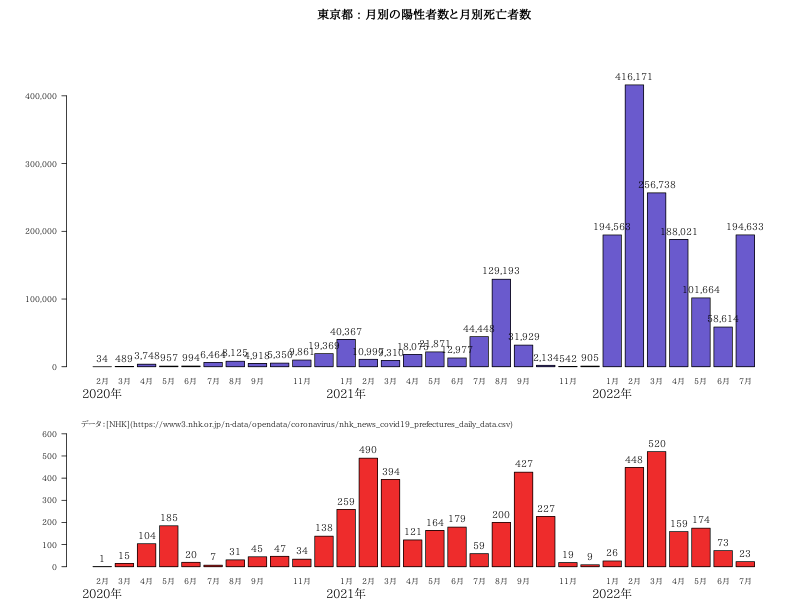 東京都：月別の陽性者数と月別死亡者数
416,171
400,000
300,000
256,738
200,000
194,563 188,021 194,633
129,193
100,000
101,664
58,614
44,448
40,367
31,929
34 489 3,748 957 994 6,464 8,125 4,918 5,350 9,861 19,369 10,997 9,310 18,075 21,871 12,977 2,134 542 905
0
2月 3月 4月 5月 6月 7月 8月 9月 11月 1月 2月 3月 4月 5月 6月 7月 8月 9月 11月 1月 2月 3月 4月 5月 6月 7月
2020年 2021年 2022年
データ:[NHK](https://www3.nhk.or.jp/n-data/opendata/coronavirus/nhk_news_covid19_prefectures_daily_data.csv)
600
500
400
300
200
100
0
1 15 104 185 20 7 31 45 47 34 138 259 490 394 121 164 179 59 200 427 227 19 9 26 448 520 159 174 73 23
2月 3月 4月 5月 6月 7月 8月 9月 11月 1月 2月 3月 4月 5月 6月 7月 8月 9月 11月 1月 2月 3月 4月 5月 6月 7月
2020年 2021年 2022年